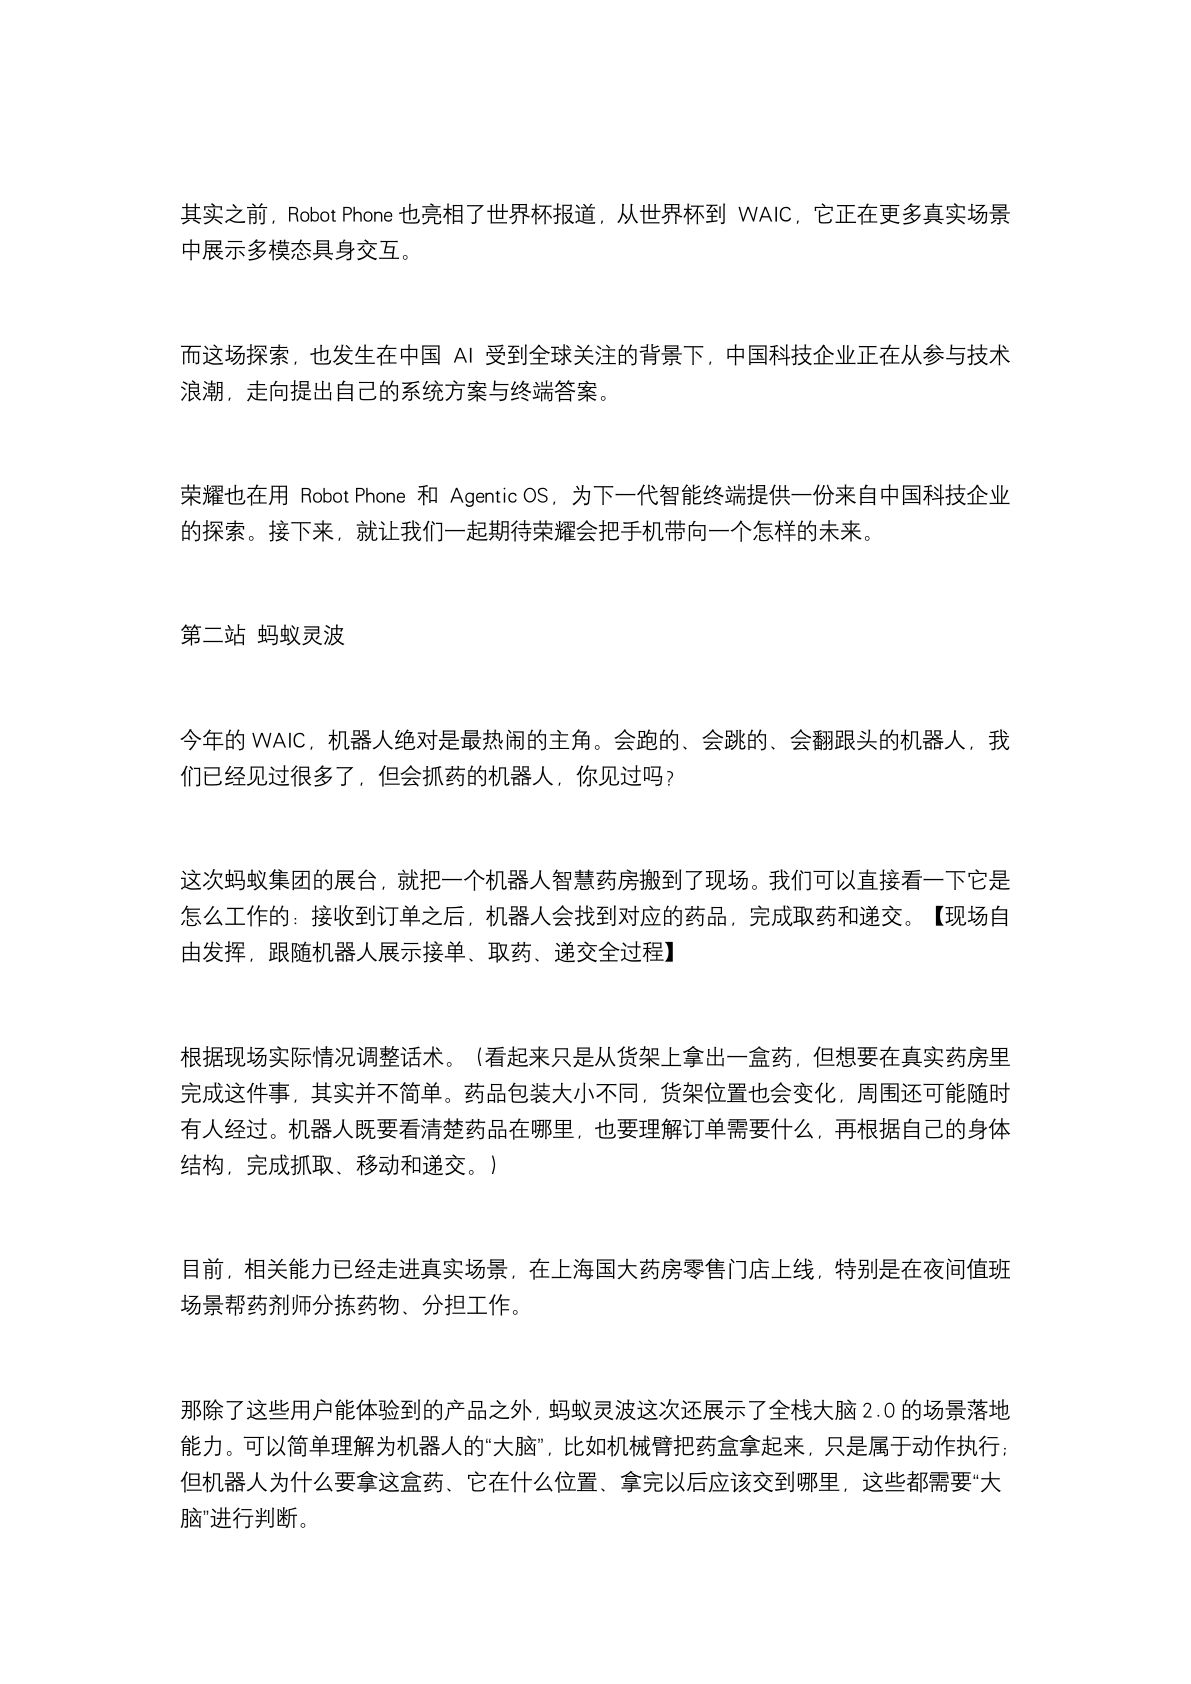 其实之前，Robot Phone 也亮相了世界杯报道，从世界杯到 WAIC，它正在更多真实场景
中展示多模态具身交互。
而这场探索，也发生在中国 AI 受到全球关注的背景下，中国科技企业正在从参与技术
浪潮，走向提出自己的系统方案与终端答案。
荣耀也在用 Robot Phone 和 Agentic OS，为下一代智能终端提供一份来自中国科技企业
的探索。接下来，就让我们一起期待荣耀会把手机带向一个怎样的未来。
第二站 蚂蚁灵波
今年的 WAIC，机器人绝对是最热闹的主角。会跑的、会跳的、会翻跟头的机器人，我
们已经见过很多了，但会抓药的机器人，你见过吗？
这次蚂蚁集团的展台，就把一个机器人智慧药房搬到了现场。我们可以直接看一下它是
怎么工作的：接收到订单之后，机器人会找到对应的药品，完成取药和递交。【现场自
由发挥，跟随机器人展示接单、取药、递交全过程】
根据现场实际情况调整话术。（看起来只是从货架上拿出一盒药，但想要在真实药房里
完成这件事，其实并不简单。药品包装大小不同，货架位置也会变化，周围还可能随时
有人经过。机器人既要看清楚药品在哪里，也要理解订单需要什么，再根据自己的身体
结构，完成抓取、移动和递交。）
目前，相关能力已经走进真实场景，在上海国大药房零售门店上线，特别是在夜间值班
场景帮药剂师分拣药物、分担工作。
那除了这些用户能体验到的产品之外，蚂蚁灵波这次还展示了全栈大脑 2.0 的场景落地
能力。可以简单理解为机器人的“大脑”，比如机械臂把药盒拿起来，只是属于动作执行；
但机器人为什么要拿这盒药、它在什么位置、拿完以后应该交到哪里，这些都需要“大
脑”进行判断。